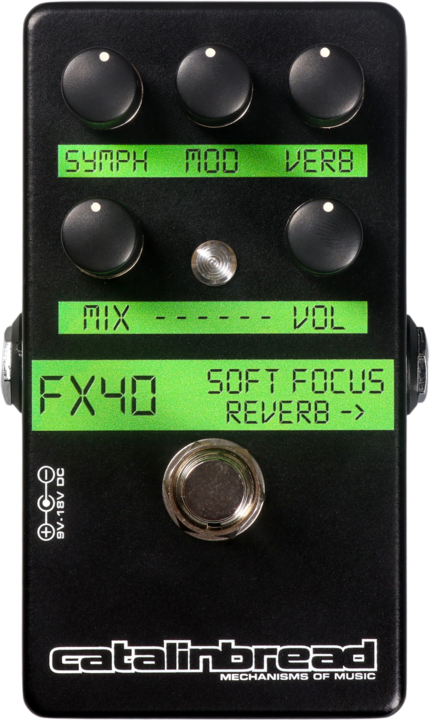 SYMPH MOD VERB
MIX ------ VOL
FX40 SOFT FOCUS
REVERB ->
9V-18V DC
catalinbread
MECHANISMS OF MUSIC